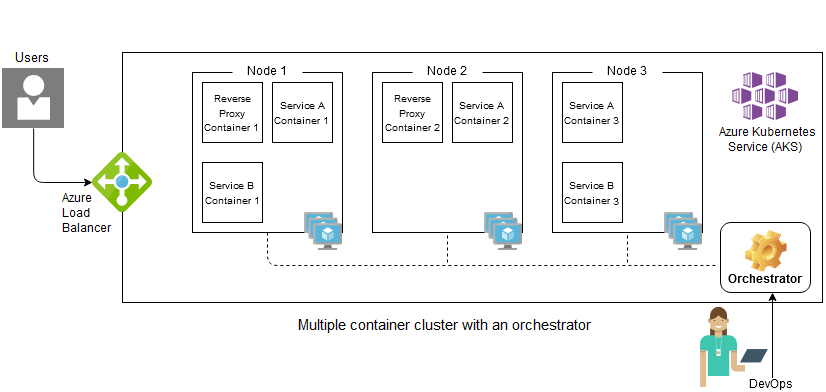 Users
Node 1
Node 2
Node 3
Reverse
Proxy
Container 1
Service A
Container 1
Reverse
Proxy
Container 2
Service A
Container 2
Service A
Container 3
Azure Kubernetes
Service (AKS)
Service B
Container 1
Service B
Container 3
Azure
Load
Balancer
Orchestrator
Multiple container cluster with an orchestrator
DevOps